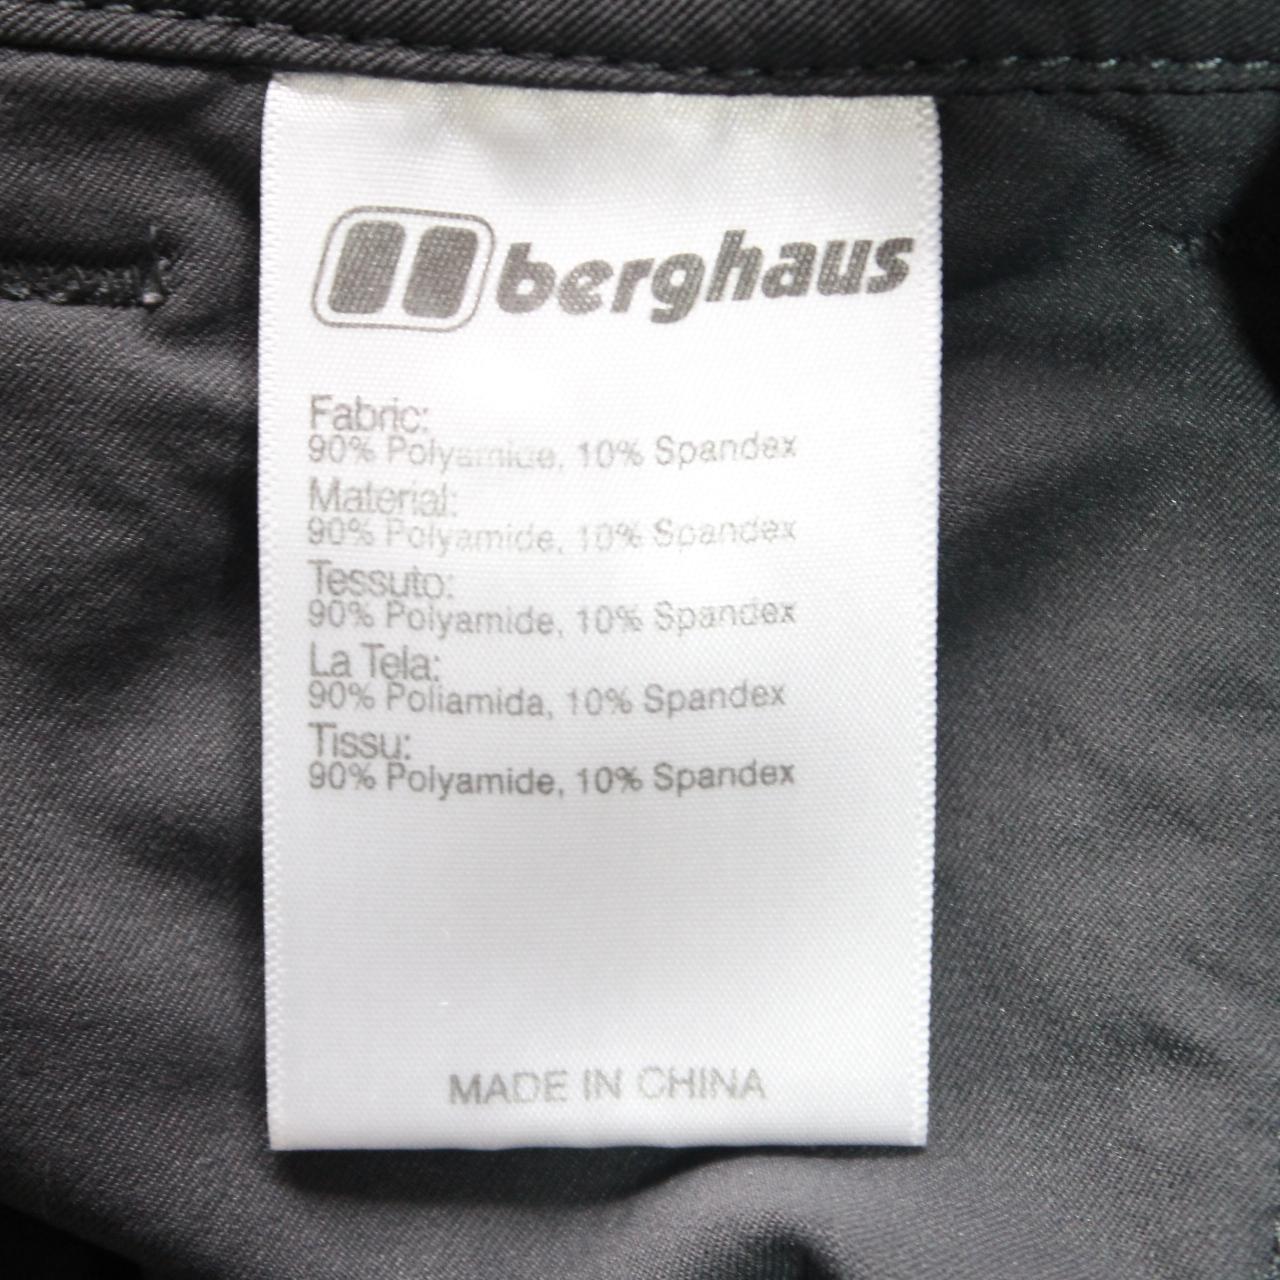 berghaus
Fabric:
90% Polyamide, 10% Spandex
Material:
90% Polyamide, 10% Spandex
Tessuto:
90% Polyamide, 10% Spandex
La Tela:
90% Poliamida, 10% Spandex
Tissu:
90% Polyamide, 10% Spandex
MADE IN CHINA